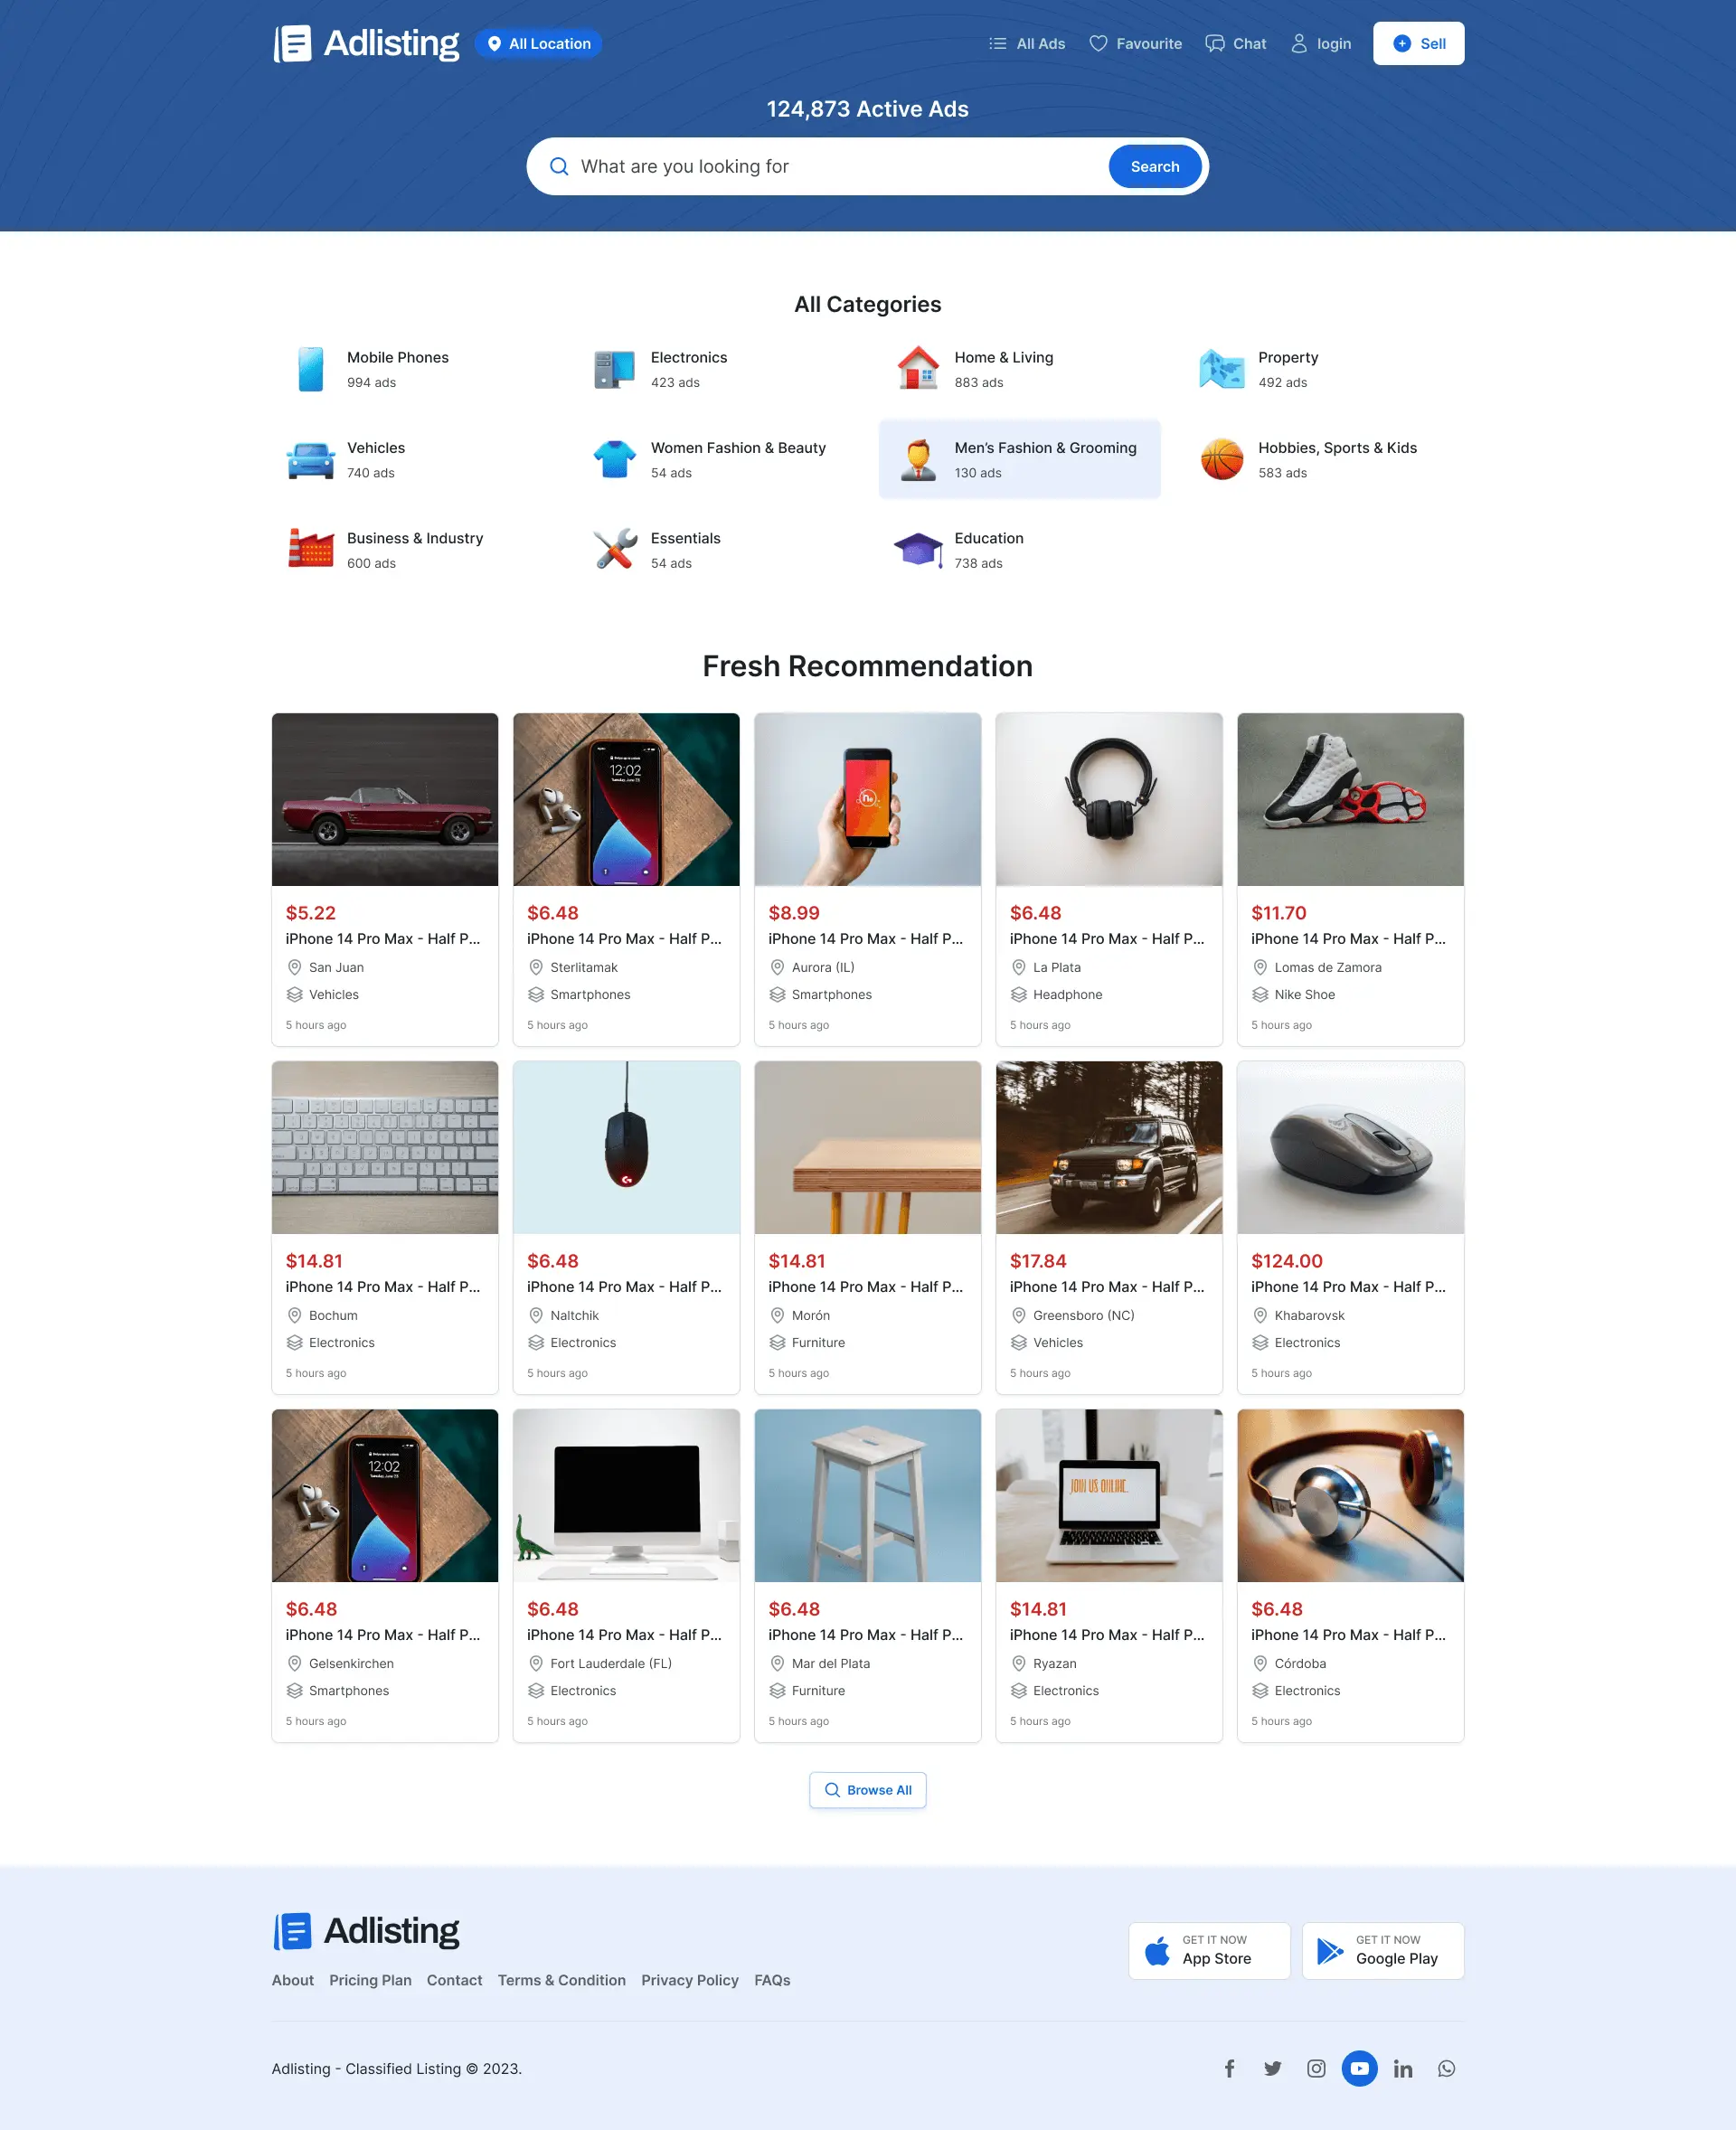 Adlisting
All Location
All Ads
Favourite
Chat
login
Sell
124,873 Active Ads
What are you looking for
Search
All Categories
Mobile Phones
994 ads
Electronics
423 ads
Home & Living
883 ads
Property
492 ads
Vehicles
740 ads
Women Fashion & Beauty
54 ads
Men’s Fashion & Grooming
130 ads
Hobbies, Sports & Kids
583 ads
Business & Industry
600 ads
Essentials
54 ads
Education
738 ads
Fresh Recommendation
12:02
$5.22
iPhone 14 Pro Max - Half P...
San Juan
Vehicles
5 hours ago
$6.48
iPhone 14 Pro Max - Half P...
Sterlitamak
Smartphones
5 hours ago
$8.99
iPhone 14 Pro Max - Half P...
Aurora (IL)
Smartphones
5 hours ago
$6.48
iPhone 14 Pro Max - Half P...
La Plata
Headphone
5 hours ago
$11.70
iPhone 14 Pro Max - Half P...
Lomas de Zamora
Nike Shoe
5 hours ago
$14.81
iPhone 14 Pro Max - Half P...
Bochum
Electronics
5 hours ago
$6.48
iPhone 14 Pro Max - Half P...
Naltchik
Electronics
5 hours ago
$14.81
iPhone 14 Pro Max - Half P...
Morón
Furniture
5 hours ago
$17.84
iPhone 14 Pro Max - Half P...
Greensboro (NC)
Vehicles
5 hours ago
$124.00
iPhone 14 Pro Max - Half P...
Khabarovsk
Electronics
5 hours ago
12:02
JOIN US ONLINE.
$6.48
iPhone 14 Pro Max - Half P...
Gelsenkirchen
Smartphones
5 hours ago
$6.48
iPhone 14 Pro Max - Half P...
Fort Lauderdale (FL)
Electronics
5 hours ago
$6.48
iPhone 14 Pro Max - Half P...
Mar del Plata
Furniture
5 hours ago
$14.81
iPhone 14 Pro Max - Half P...
Ryazan
Electronics
5 hours ago
$6.48
iPhone 14 Pro Max - Half P...
Córdoba
Electronics
5 hours ago
Browse All
Adlisting
About
Pricing Plan
Contact
Terms & Condition
Privacy Policy
FAQs
GET IT NOW
App Store
GET IT NOW
Google Play
Adlisting - Classified Listing © 2023.